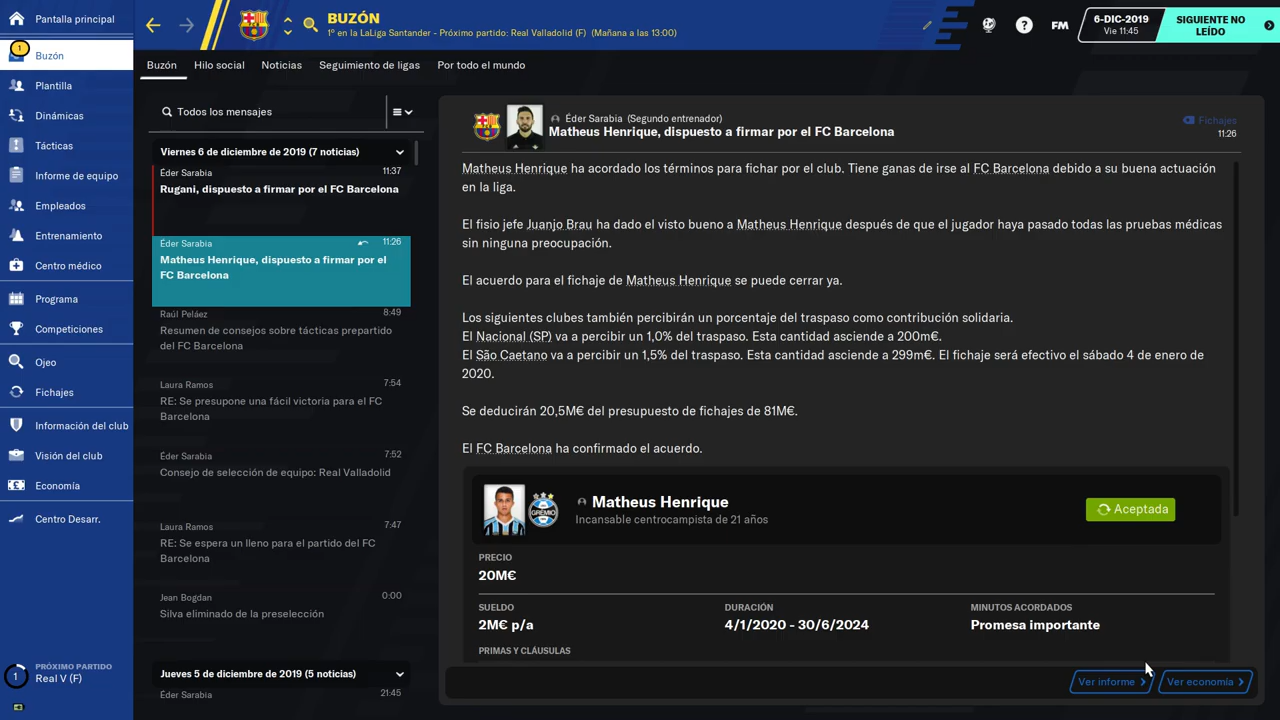 Pantalla principal
BUZÓN
1º en la LaLiga Santander - Próximo partido: Real Valladolid (F) (Mañana a las 13:00)
?
FM
6-DIC-2019
Vie 11:45
SIGUIENTE NO
LEÍDO
1
Buzón
Plantilla
Dinámicas
Tácticas
Informe de equipo
Empleados
Entrenamiento
Centro médico
Programa
Competiciones
Ojeo
Fichajes
Información del club
Visión del club
Economía
Centro Desarr.
1
PRÓXIMO PARTIDO
Real V (F)
Buzón
Hilo social
Noticias
Seguimiento de ligas
Por todo el mundo
Todos los mensajes
Viernes 6 de diciembre de 2019 (7 noticias)
Éder Sarabia 11:37
Rugani, dispuesto a firmar por el FC Barcelona
Éder Sarabia 11:26
Matheus Henrique, dispuesto a firmar por el
FC Barcelona
Raúl Peláez 8:49
Resumen de consejos sobre tácticas prepartido
del FC Barcelona
Laura Ramos 7:54
RE: Se presupone una fácil victoria para el FC
Barcelona
Éder Sarabia 7:52
Consejo de selección de equipo: Real Valladolid
Laura Ramos 7:47
RE: Se espera un lleno para el partido del FC
Barcelona
Jean Bogdan 0:00
Silva eliminado de la preselección
Jueves 5 de diciembre de 2019 (5 noticias)
Éder Sarabia 21:45
Éder Sarabia (Segundo entrenador)
Matheus Henrique, dispuesto a firmar por el FC Barcelona
Fichajes
11:26
Matheus Henrique ha acordado los términos para fichar por el club. Tiene ganas de irse al FC Barcelona debido a su buena actuación
en la liga.
El fisio jefe Juanjo Brau ha dado el visto bueno a Matheus Henrique después de que el jugador haya pasado todas las pruebas médicas
sin ninguna preocupación.
El acuerdo para el fichaje de Matheus Henrique se puede cerrar ya.
Los siguientes clubes también percibirán un porcentaje del traspaso como contribución solidaria.
El Nacional (SP) va a percibir un 1,0% del traspaso. Esta cantidad asciende a 200m€.
El São Caetano va a percibir un 1,5% del traspaso. Esta cantidad asciende a 299m€. El fichaje será efectivo el sábado 4 de enero de
2020.
Se deducirán 20,5M€ del presupuesto de fichajes de 81M€.
El FC Barcelona ha confirmado el acuerdo.
Matheus Henrique
Incansable centrocampista de 21 años
Aceptada
PRECIO
20M€
SUELDO DURACIÓN MINUTOS ACORDADOS
2M€ p/a 4/1/2020 - 30/6/2024 Promesa importante
PRIMAS Y CLÁUSULAS
Ver informe
Ver economía